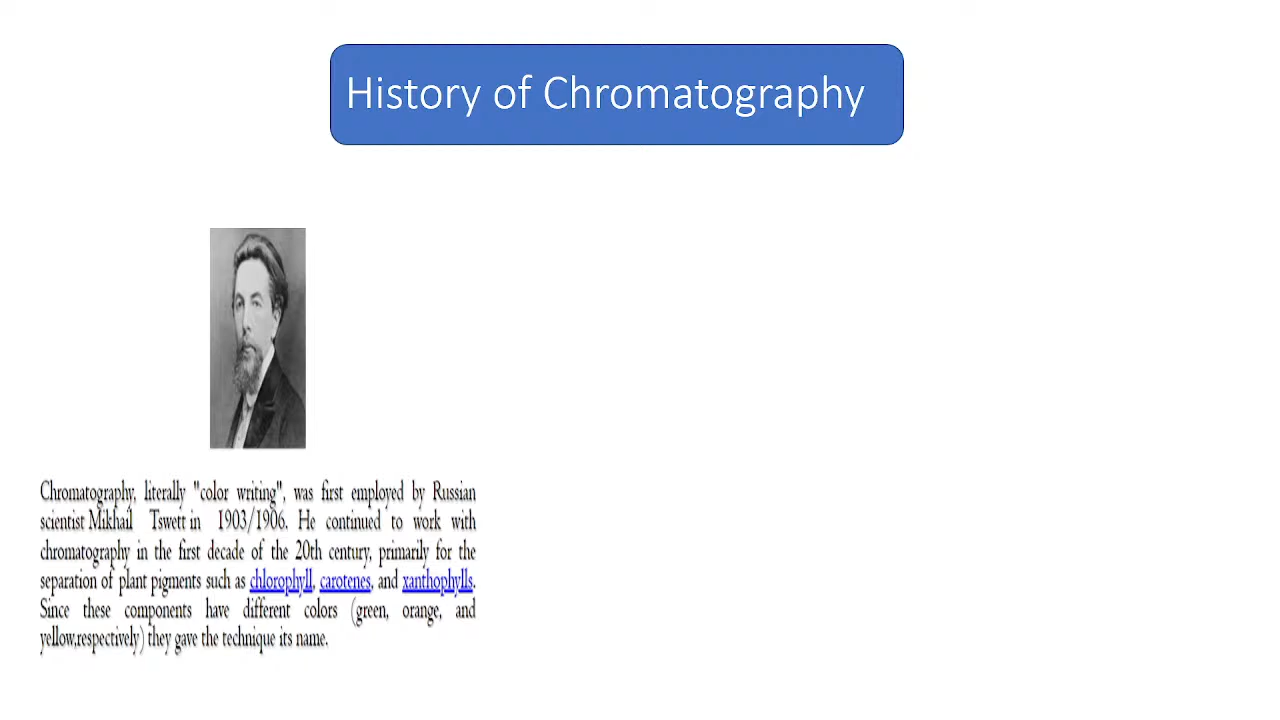 History of Chromatography
Chromatography, literally "color writing", was first employed by Russian
scientist Mikhail Tswett in 1903/1906. He continued to work with
chromatography in the first decade of the 20th century, primarily for the
separation of plant pigments such as chlorophyll, carotenes, and xanthophylls.
Since these components have different colors (green, orange, and
yellow,respectively) they gave the technique its name.